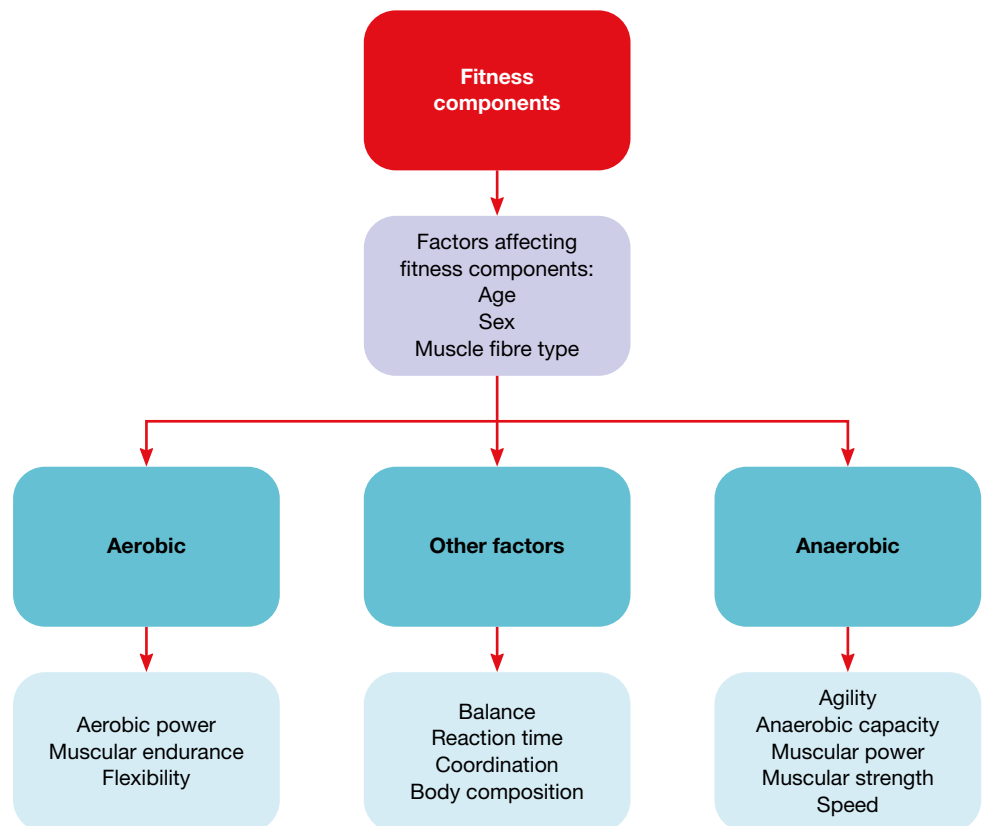 Fitness
components
Factors affecting
fitness components:
Age
Sex
Muscle fibre type
Aerobic
Other factors
Anaerobic
Aerobic power
Muscular endurance
Flexibility
Balance
Reaction time
Coordination
Body composition
Agility
Anaerobic capacity
Muscular power
Muscular strength
Speed